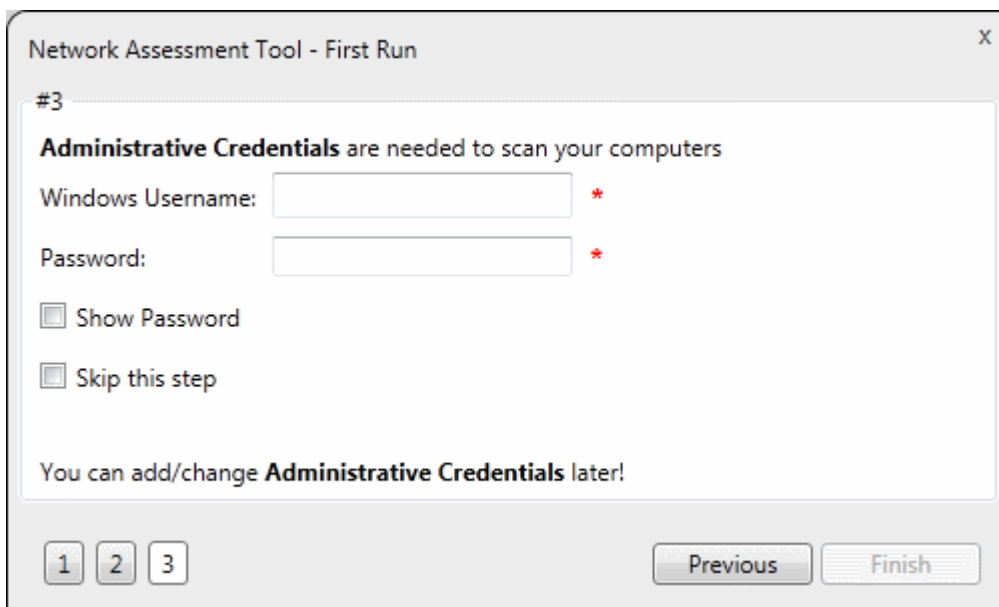 Network Assessment Tool - First Run
x
#3
Administrative Credentials are needed to scan your computers
Windows Username: *
Password: *
Show Password
Skip this step
You can add/change Administrative Credentials later!
1 2 3 Previous Finish